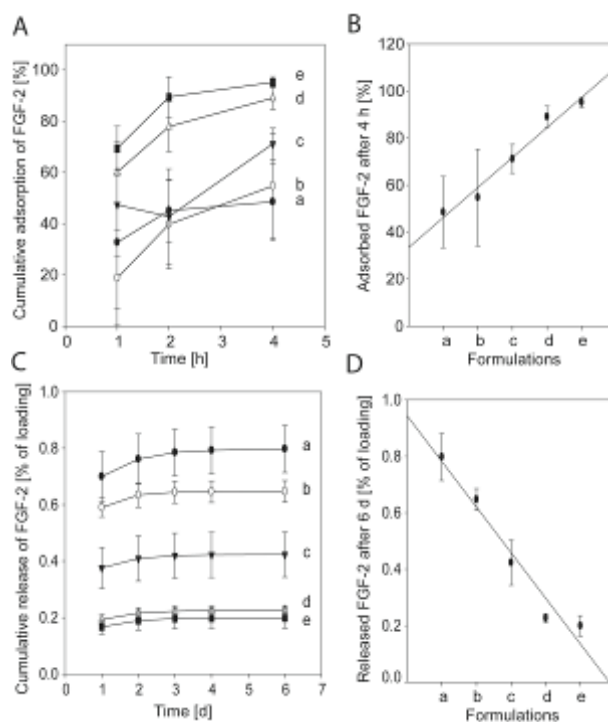 A
Cumulative adsorption of FGF-2 [%]
100
80
60
40
20
0
0 1 2 3 4 5
Time [h]
e
d
c
b
a
B
Adsorbed FGF-2 after 4 h [%]
120
100
80
60
40
20
0
a b c d e
Formulations
C
Cumulative release of FGF-2 [% of loading]
1.0
0.8
0.6
0.4
0.2
0.0
0 1 2 3 4 5 6 7
Time [d]
a
b
c
d
e
D
Released FGF-2 after 6 d [% of loading]
1.0
0.8
0.6
0.4
0.2
0.0
a b c d e
Formulations